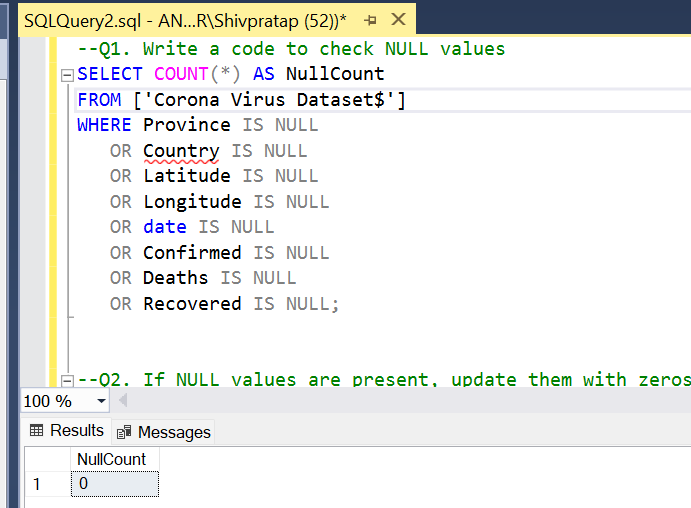 SQLQuery2.sql - AN...R\Shivpratap (52))*
--Q1. Write a code to check NULL values
SELECT COUNT(*) AS NullCount
FROM ['Corona Virus Dataset$']
WHERE Province IS NULL
OR Country IS NULL
OR Latitude IS NULL
OR Longitude IS NULL
OR date IS NULL
OR Confirmed IS NULL
OR Deaths IS NULL
OR Recovered IS NULL;
--Q2. If NULL values are present, update them with zeros
100 %
Results Messages
NullCount
1 0